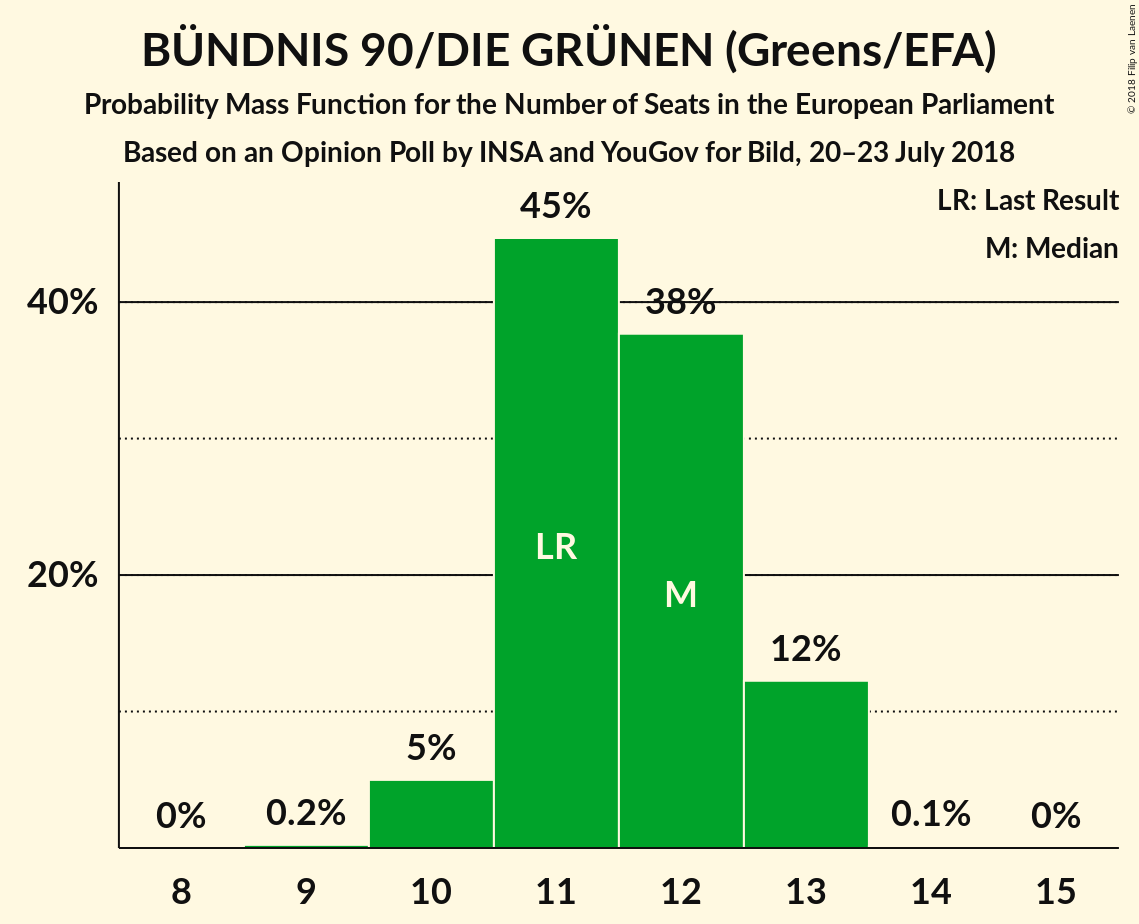 BÜNDNIS 90/DIE GRÜNEN (Greens/EFA)
Probability Mass Function for the Number of Seats in the European Parliament
Based on an Opinion Poll by INSA and YouGov for Bild, 20–23 July 2018
© 2018 Filip van Laenen
LR: Last Result
M: Median
45%
40%
38%
LR
20%
M
12%
5%
0%
0.2%
0.1%
0%
8 9 10 11 12 13 14 15